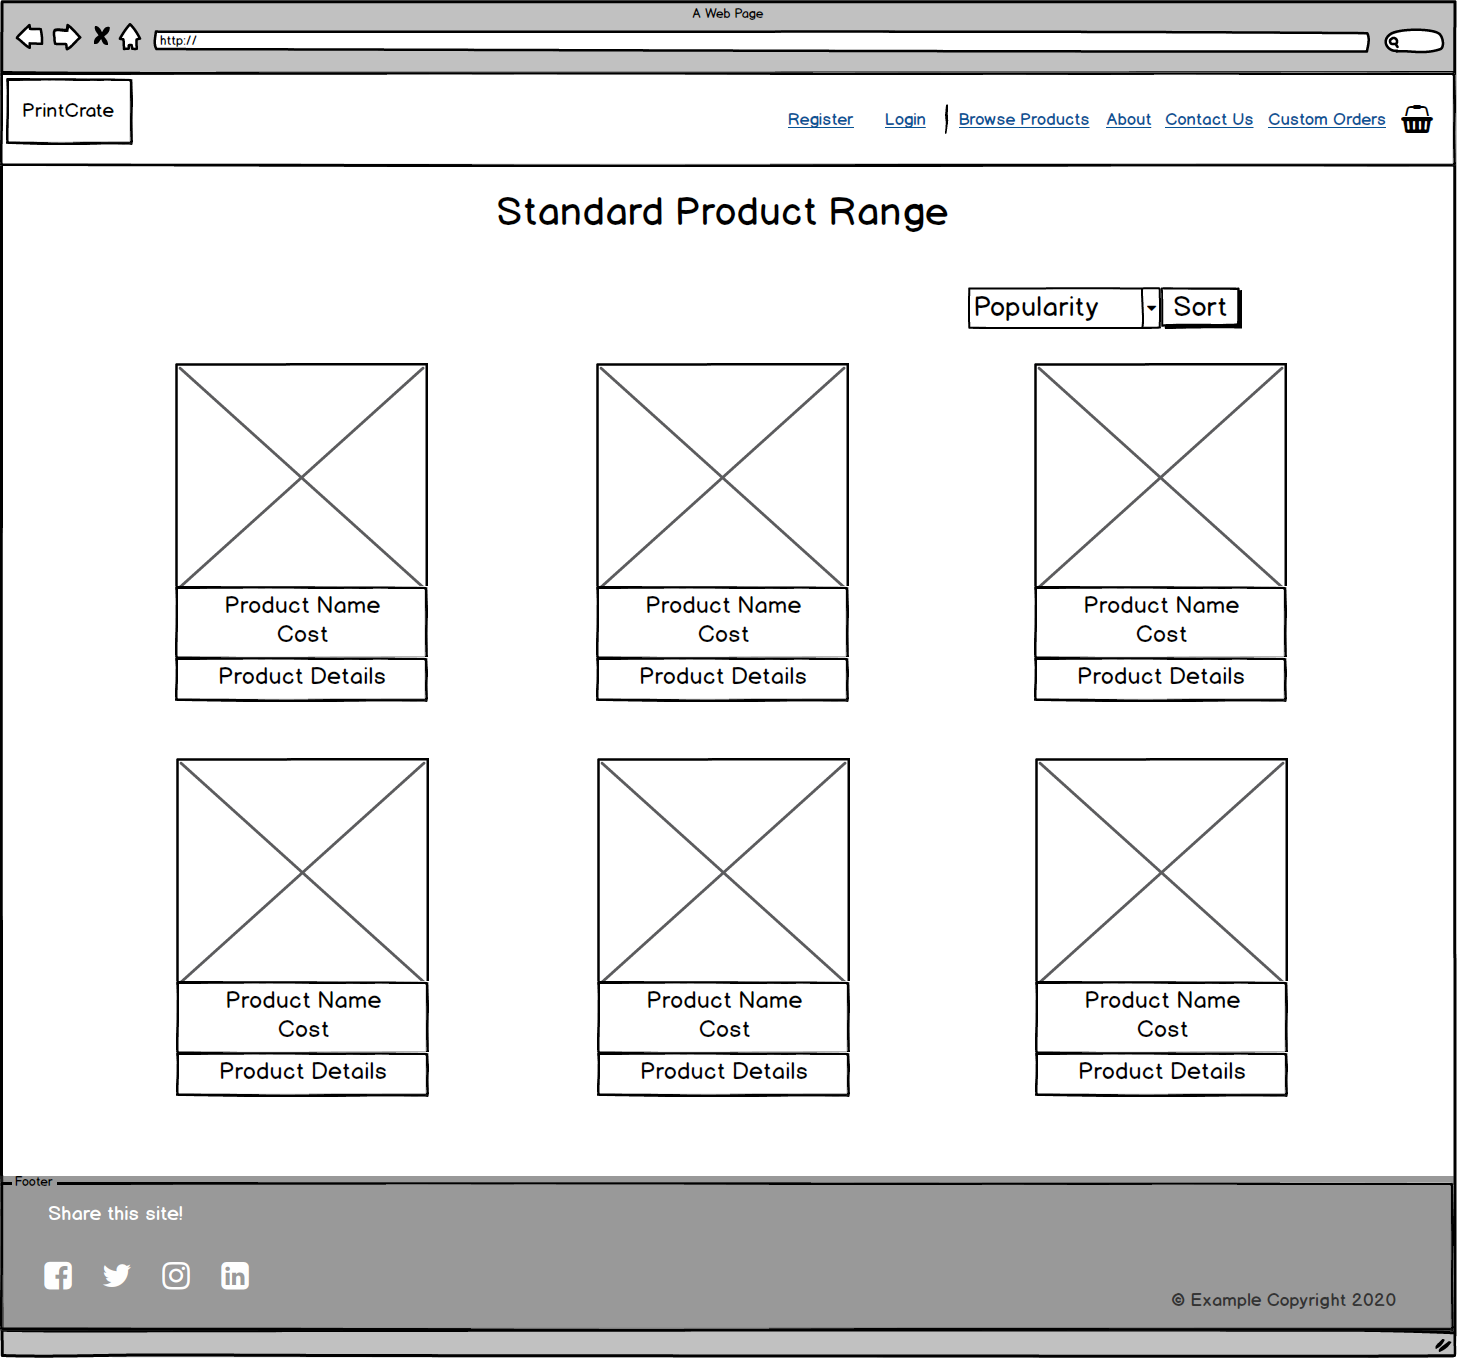 A Web Page
http://
PrintCrate
Register Login Browse Products About Contact Us Custom Orders
Standard Product Range
Popularity Sort
Product Name Product Name Product Name
Cost Cost Cost
Product Details Product Details Product Details
Product Name Product Name Product Name
Cost Cost Cost
Product Details Product Details Product Details
Footer
Share this site!
© Example Copyright 2020